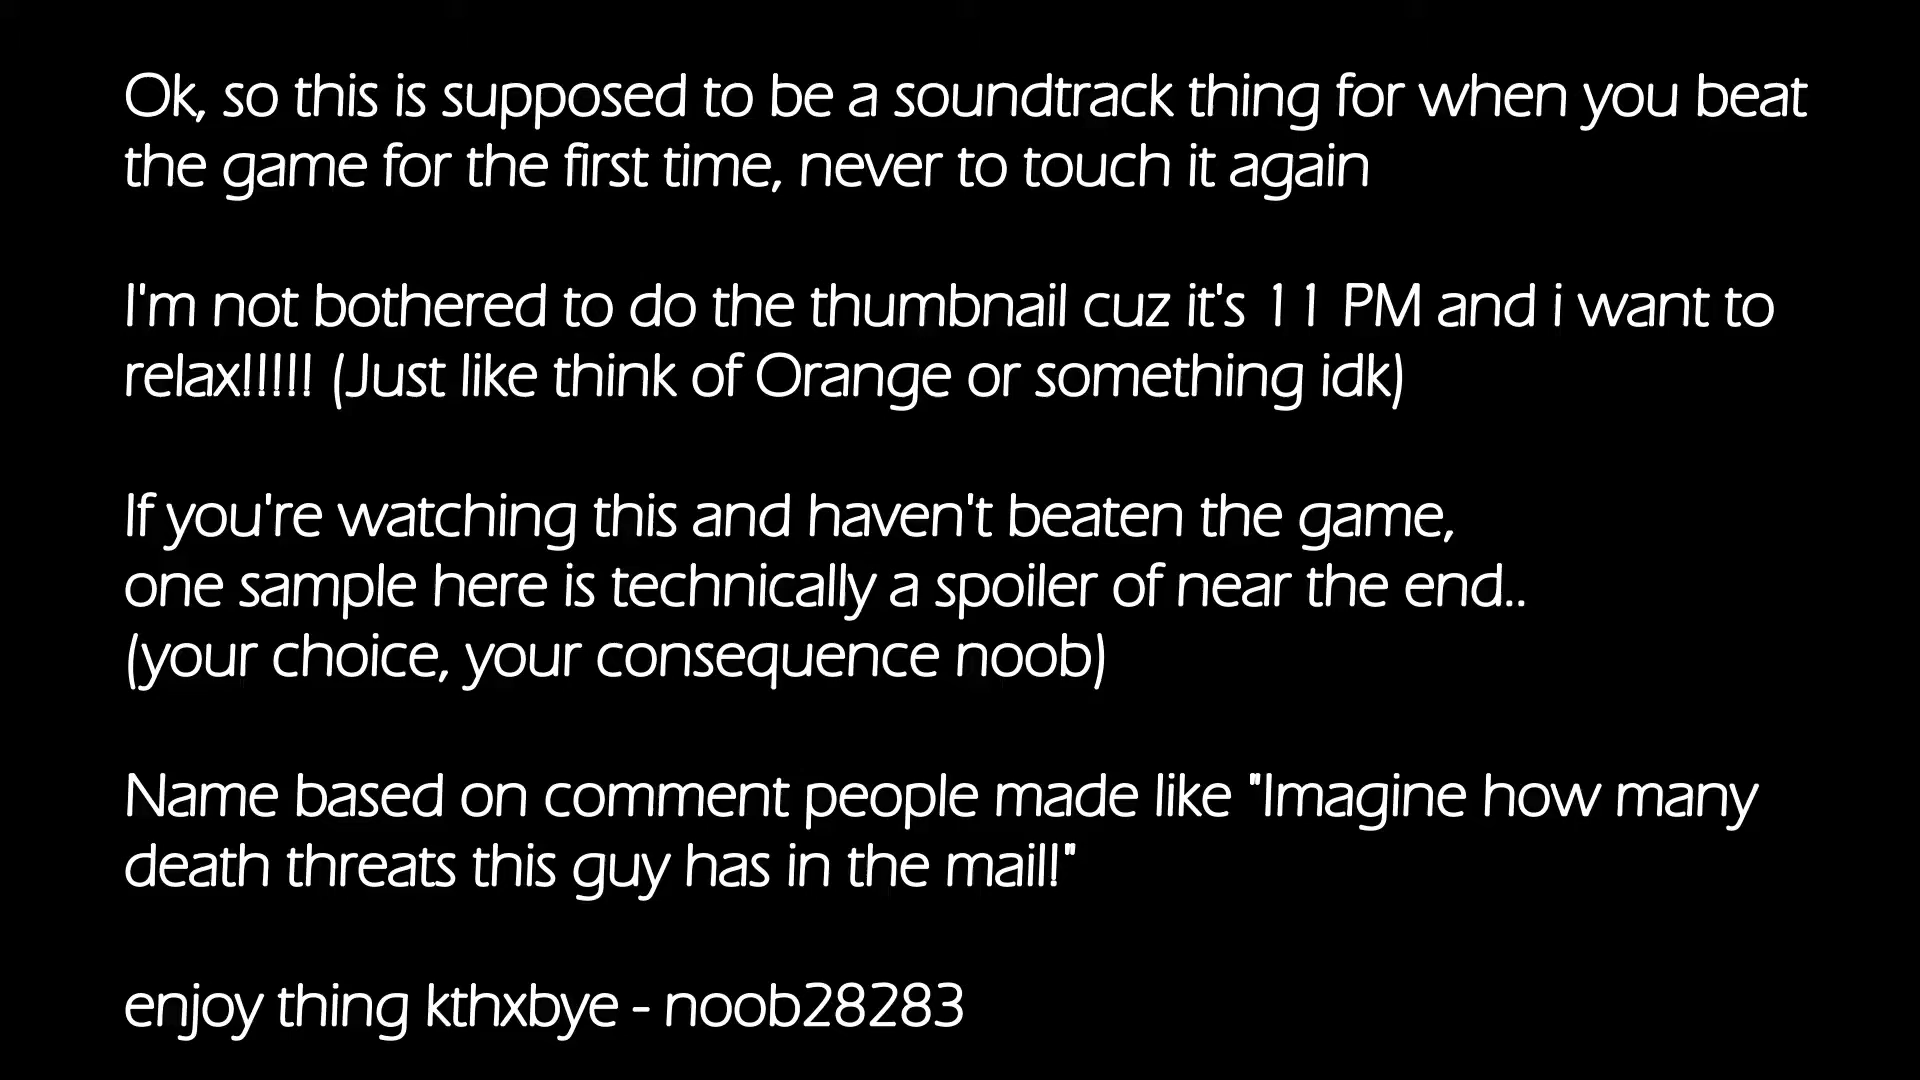 Ok, so this is supposed to be a soundtrack thing for when you beat
the game for the first time, never to touch it again
I'm not bothered to do the thumbnail cuz it's 11 PM and i want to
relax!!!!! (Just like think of Orange or something idk)
If you're watching this and haven't beaten the game,
one sample here is technically a spoiler of near the end..
(your choice, your consequence noob)
Name based on comment people made like "Imagine how many
death threats this guy has in the mail!"
enjoy thing kthxbye - noob28283